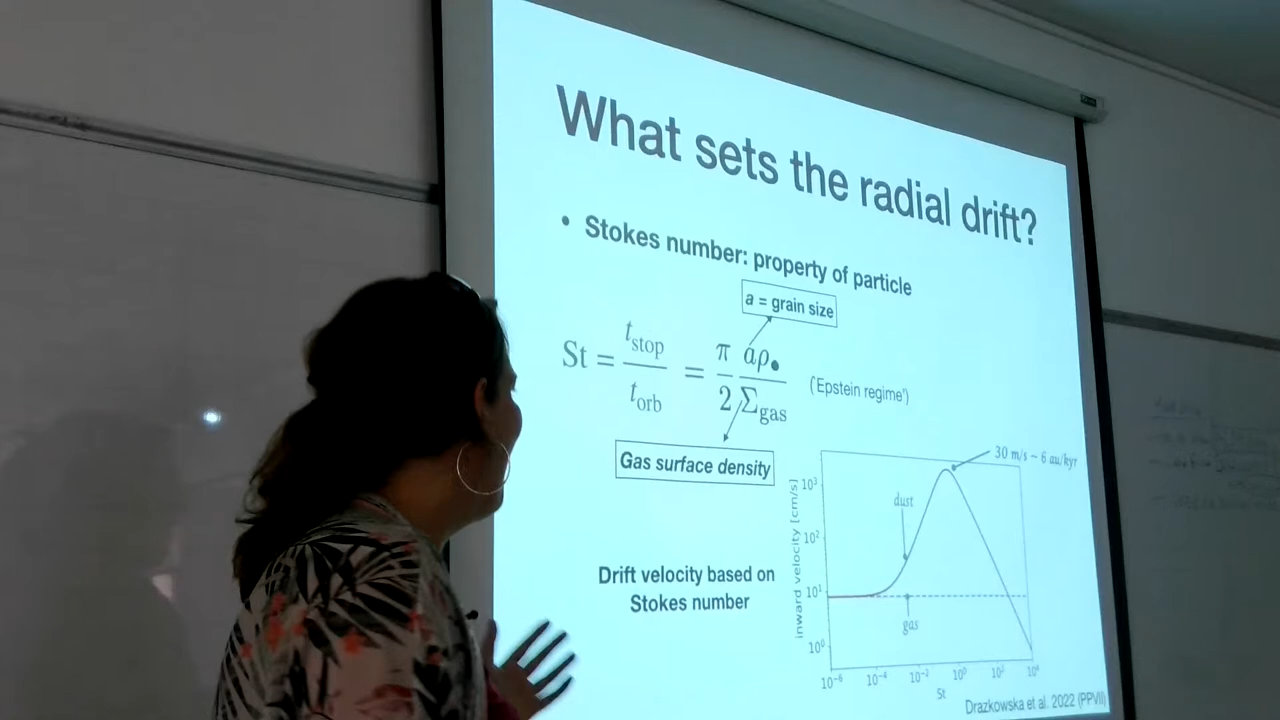 What sets the radial drift?
• Stokes number: property of particle
a = grain size
St = t_stop / t_orb = π/2 aρ• / Σ_gas
('Epstein regime')
Gas surface density
Drift velocity based on
Stokes number
30 m/s ~ 6 au/kyr
dust
gas
inward velocity [cm/s]
10³
10²
10¹
10⁰
10⁻⁶ 10⁻⁴ 10⁻² 10⁰ 10² 10⁴
St
Drazkowska et al. 2022 (PPVII)